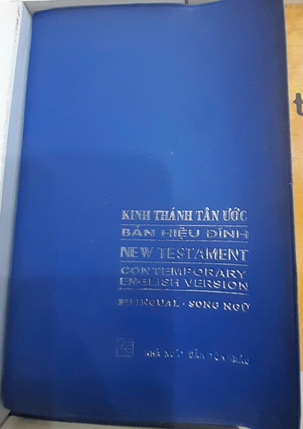 KINH THÁNH TÂN ƯỚC
BẢN HIỆU ĐÍNH
NEW TESTAMENT
CONTEMPORARY
ENGLISH VERSION
BILINGUAL - SONG NGỮ
NHÀ XUẤT BẢN TÔN GIÁO
t